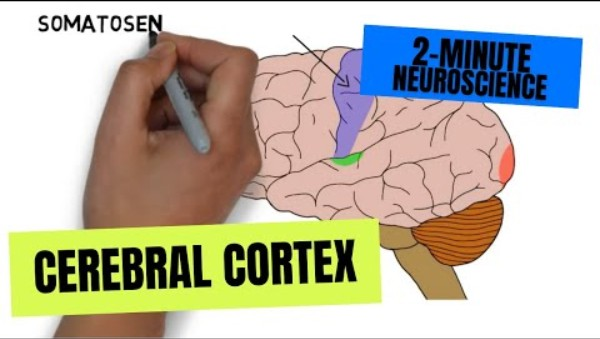 SOMATOSEN
2-MINUTE
NEUROSCIENCE
CEREBRAL CORTEX